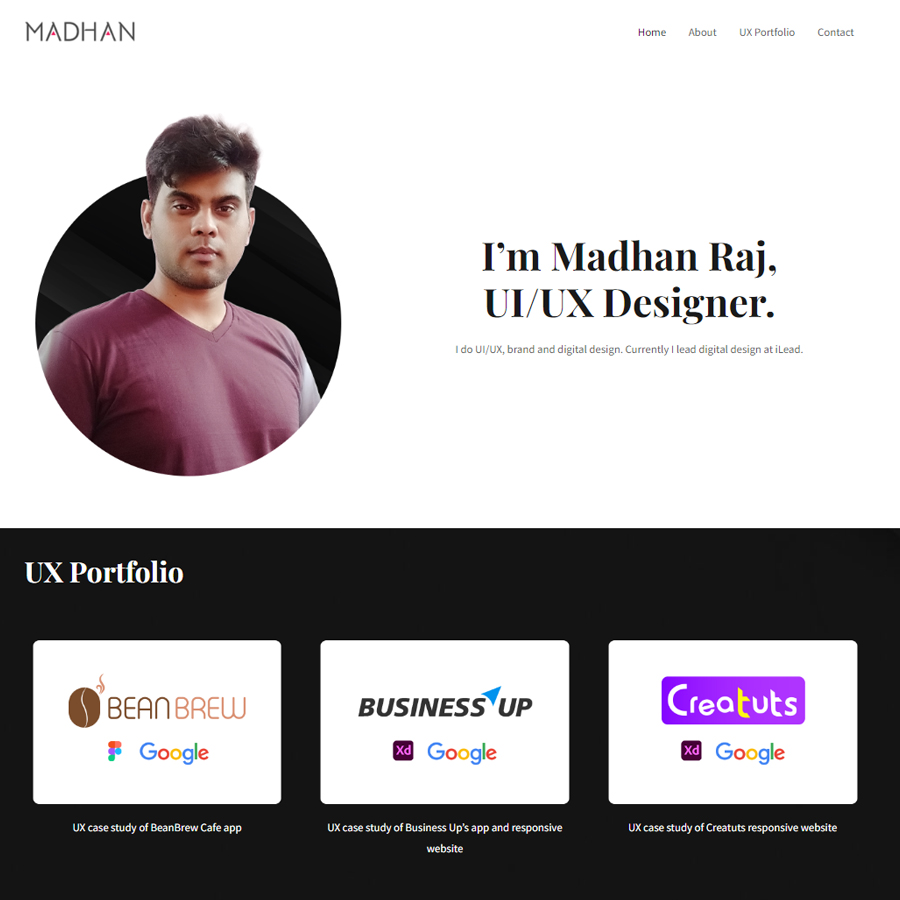 MADHAN
Home About UX Portfolio Contact
I’m Madhan Raj,
UI/UX Designer.
I do UI/UX, brand and digital design. Currently I lead digital design at iLead.
UX Portfolio
BEANBREW
Google
UX case study of BeanBrew Cafe app
BUSINESS UP
Xd Google
UX case study of Business Up’s app and responsive
website
Creatuts
Xd Google
UX case study of Creatuts responsive website